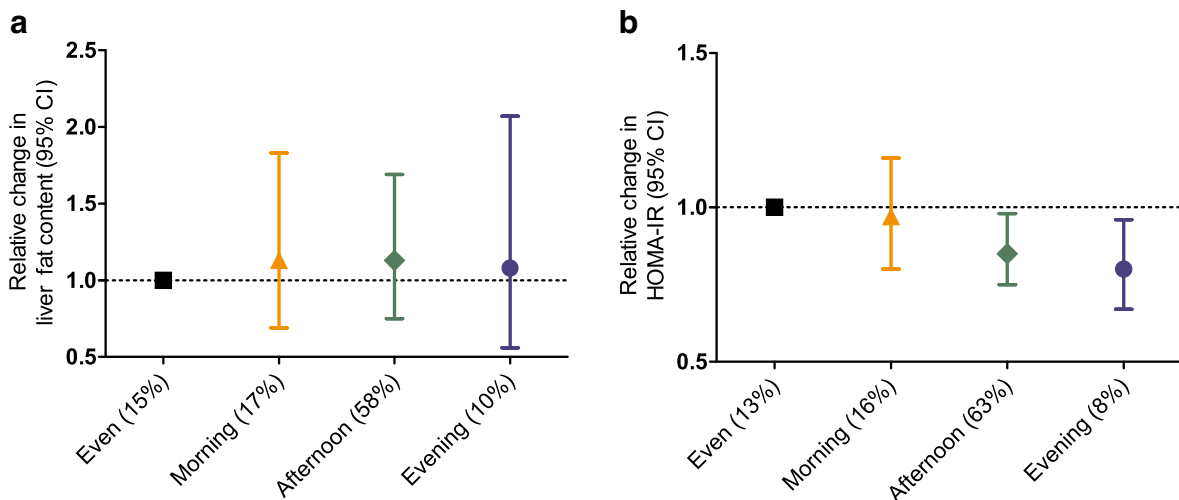 a
Relative change in
liver fat content (95% CI)
2.5
2.0
1.5
1.0
0.5
Even (15%)
Morning (17%)
Afternoon (58%)
Evening (10%)
b
Relative change in
HOMA-IR (95% CI)
1.5
1.0
0.5
Even (13%)
Morning (16%)
Afternoon (63%)
Evening (8%)